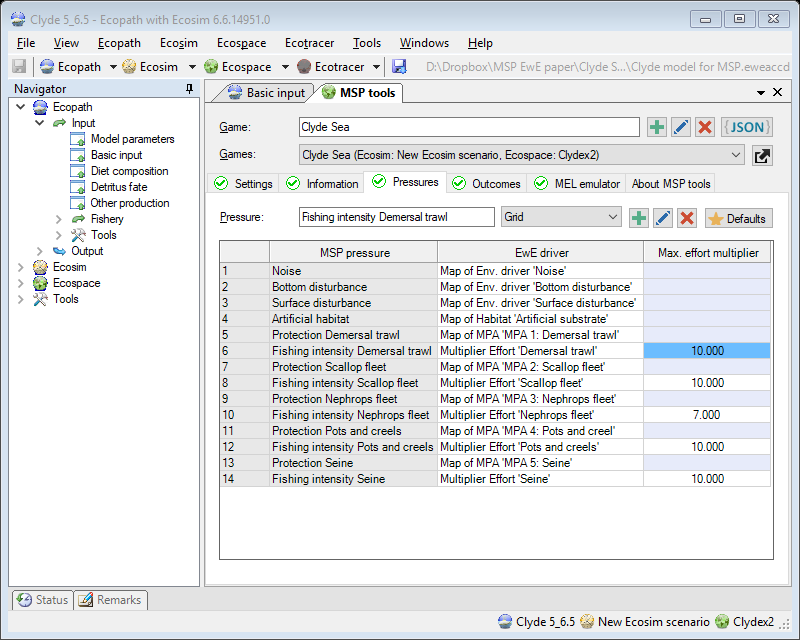 Clyde 5_6.5 - Ecopath with Ecosim 6.6.14951.0
File View Ecopath Ecosim Ecospace Ecotracer Tools Windows Help
Ecopath Ecosim Ecospace Ecotracer D:\Dropbox\MSP EwE paper\Clyde S...\Clyde model for MSP.eweaccd
Navigator
Ecopath
Input
Model parameters
Basic input
Diet composition
Detritus fate
Other production
Fishery
Tools
Output
Ecosim
Ecospace
Tools
Basic input MSP tools
Game: Clyde Sea {JSON}
Games: Clyde Sea (Ecosim: New Ecosim scenario, Ecospace: Clydex2)
Settings Infomation Pressures Outcomes MEL emulator About MSP tools
Pressure: Fishing intensity Demersal trawl Grid Defaults
MSP pressure EwE driver Max. effort multiplier
1 Noise Map of Env. driver 'Noise'
2 Bottom disturbance Map of Env. driver 'Bottom disturbance'
3 Surface disturbance Map of Env. driver 'Surface disturbance'
4 Artificial habitat Map of Habitat 'Artificial substrate'
5 Protection Demersal trawl Map of MPA 'MPA 1: Demersal trawl'
6 Fishing intensity Demersal trawl Multiplier Effort 'Demersal trawl' 10.000
7 Protection Scallop fleet Map of MPA 'MPA 2: Scallop fleet'
8 Fishing intensity Scallop fleet Multiplier Effort 'Scallop fleet' 10.000
9 Protection Nephrops fleet Map of MPA 'MPA 3: Nephrops fleet'
10 Fishing intensity Nephrops fleet Multiplier Effort 'Nephrops fleet' 7.000
11 Protection Pots and creels Map of MPA 'MPA 4: Pots and creel'
12 Fishing intensity Pots and creels Multiplier Effort 'Pots and creels' 10.000
13 Protection Seine Map of MPA 'MPA 5: Seine'
14 Fishing intensity Seine Multiplier Effort 'Seine' 10.000
Status Remarks
Clyde 5_6.5 New Ecosim scenario Clydex2